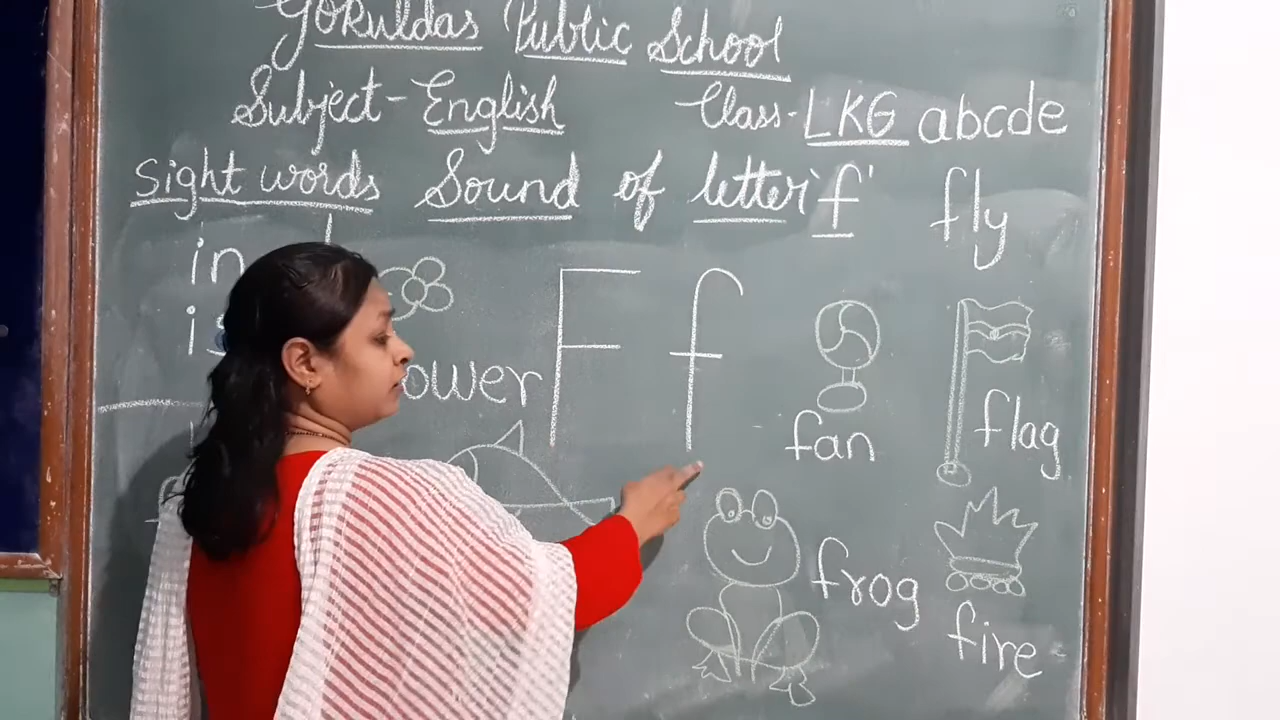 Gokuldas Public School
Subject- English Class- LKG abcde
Sight words Sound of letter 'f' fly
in
is
ower F f
fan
flag
frog
fire